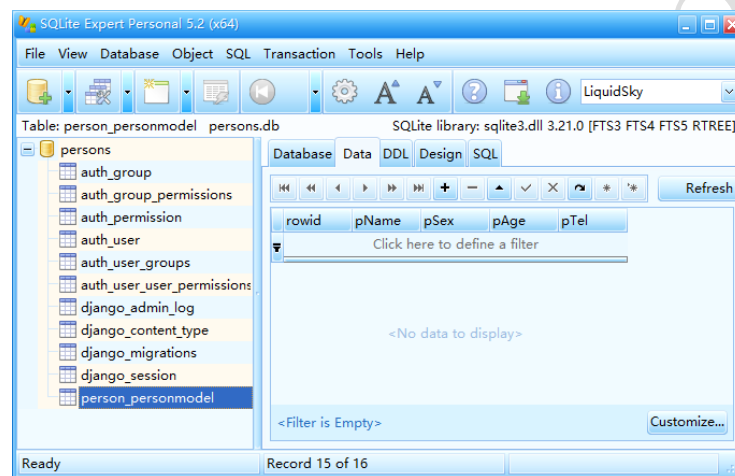 SQLite Expert Personal 5.2 (x64)
File View Database Object SQL Transaction Tools Help
LiquidSky
Table: person_personmodel persons.db SQLite library: sqlite3.dll 3.21.0 [FTS3 FTS4 FTS5 RTREE]
persons
auth_group
auth_group_permissions
auth_permission
auth_user
auth_user_groups
auth_user_user_permissions
django_admin_log
django_content_type
django_migrations
django_session
person_personmodel
Database Data DDL Design SQL
Refresh
rowid pName pSex pAge pTel
Click here to define a filter
<No data to display>
<Filter is Empty>
Customize...
Ready Record 15 of 16